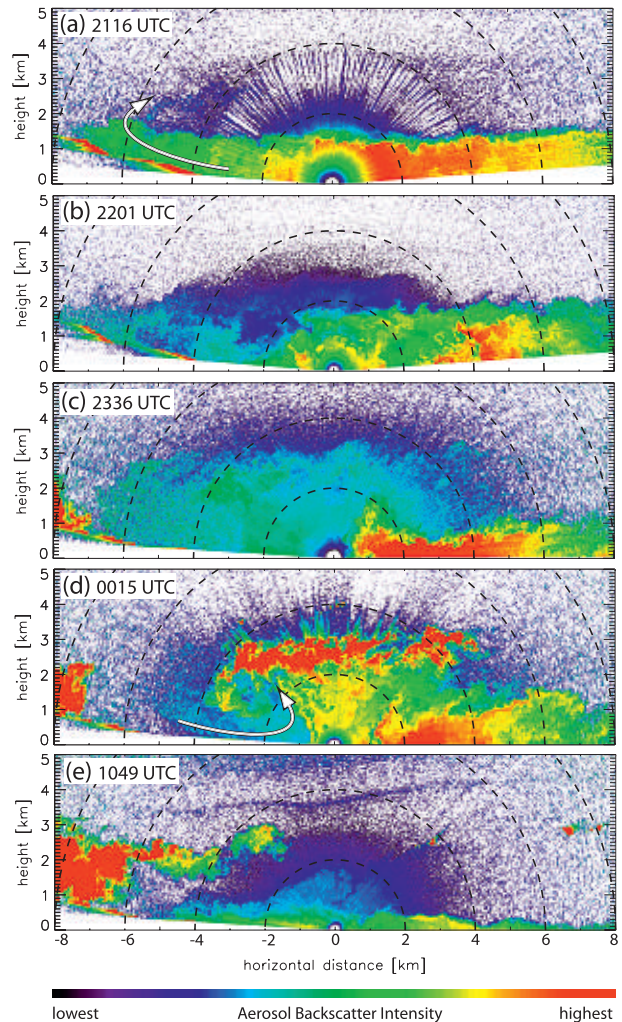 (a) 2116 UTC
height [km]
5
4
3
2
1
0
(b) 2201 UTC
height [km]
5
4
3
2
1
0
(c) 2336 UTC
height [km]
5
4
3
2
1
0
(d) 0015 UTC
height [km]
5
4
3
2
1
0
(e) 1049 UTC
height [km]
5
4
3
2
1
0
-8 -6 -4 -2 0 2 4 6 8
horizontal distance [km]
lowest Aerosol Backscatter Intensity highest